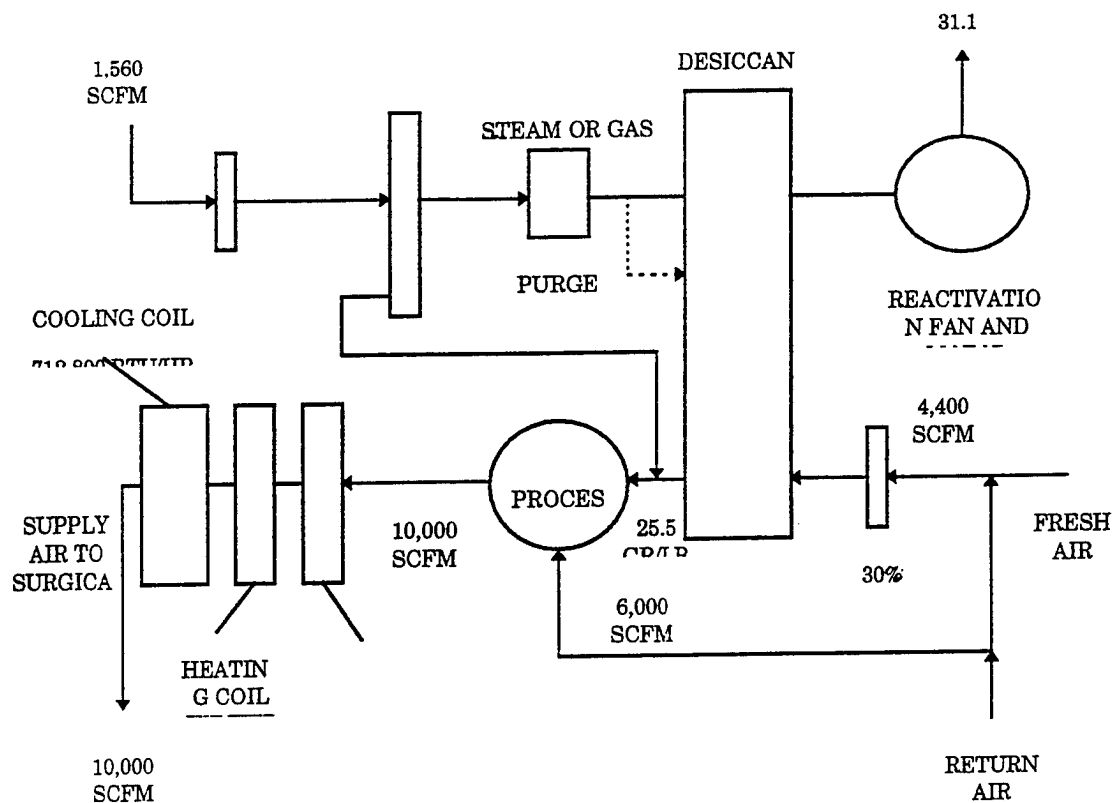 31.1
1,560
SCFM
DESICCAN
STEAM OR GAS
PURGE
REACTIVATIO
N FAN AND
COOLING COIL
4,400
SCFM
PROCES
10,000
SCFM
25.5
SUPPLY
AIR TO
SURGICA
FRESH
AIR
30%
6,000
SCFM
HEATIN
G COIL
10,000
SCFM
RETURN
AIR